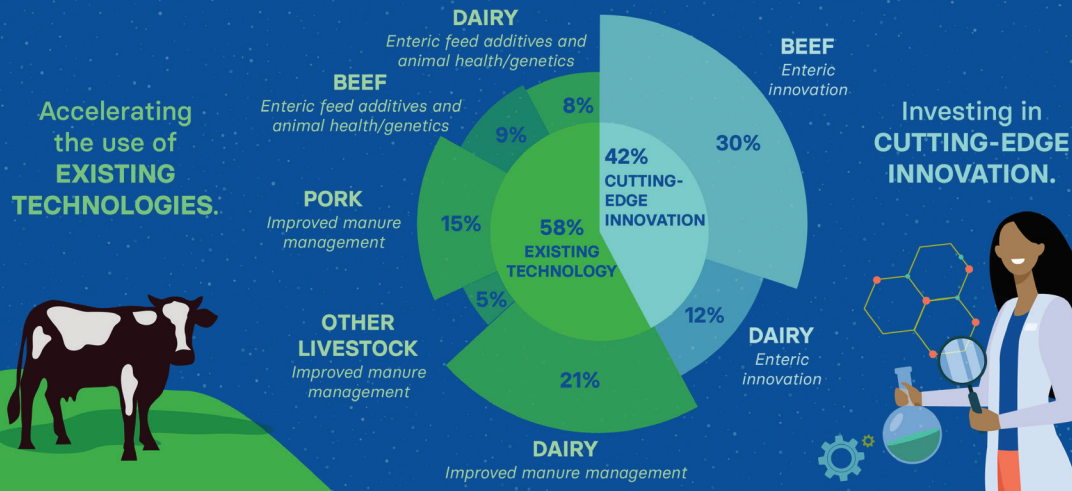 Accelerating
the use of
EXISTING
TECHNOLOGIES.
DAIRY
Enteric feed additives and
animal health/genetics
8%
BEEF
Enteric feed additives and
animal health/genetics
9%
PORK
Improved manure
management
15%
OTHER
LIVESTOCK
Improved manure
management
5%
DAIRY
Improved manure management
21%
58%
EXISTING
TECHNOLOGY
42%
CUTTING-
EDGE
INNOVATION
BEEF
Enteric
innovation
30%
DAIRY
Enteric
innovation
12%
Investing in
CUTTING-EDGE
INNOVATION.